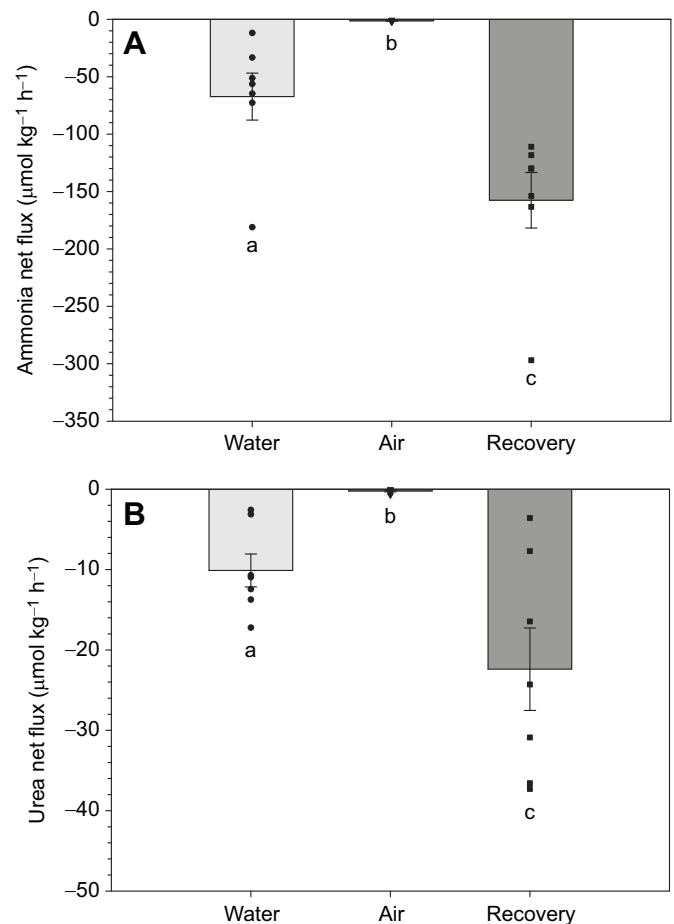 A
0
–50
–100
–150
–200
–250
–300
–350
Ammonia net flux (μmol kg–1 h–1)
a
b
c
Water Air Recovery
B
0
–10
–20
–30
–40
–50
Urea net flux (μmol kg–1 h–1)
a
b
c
Water Air Recovery